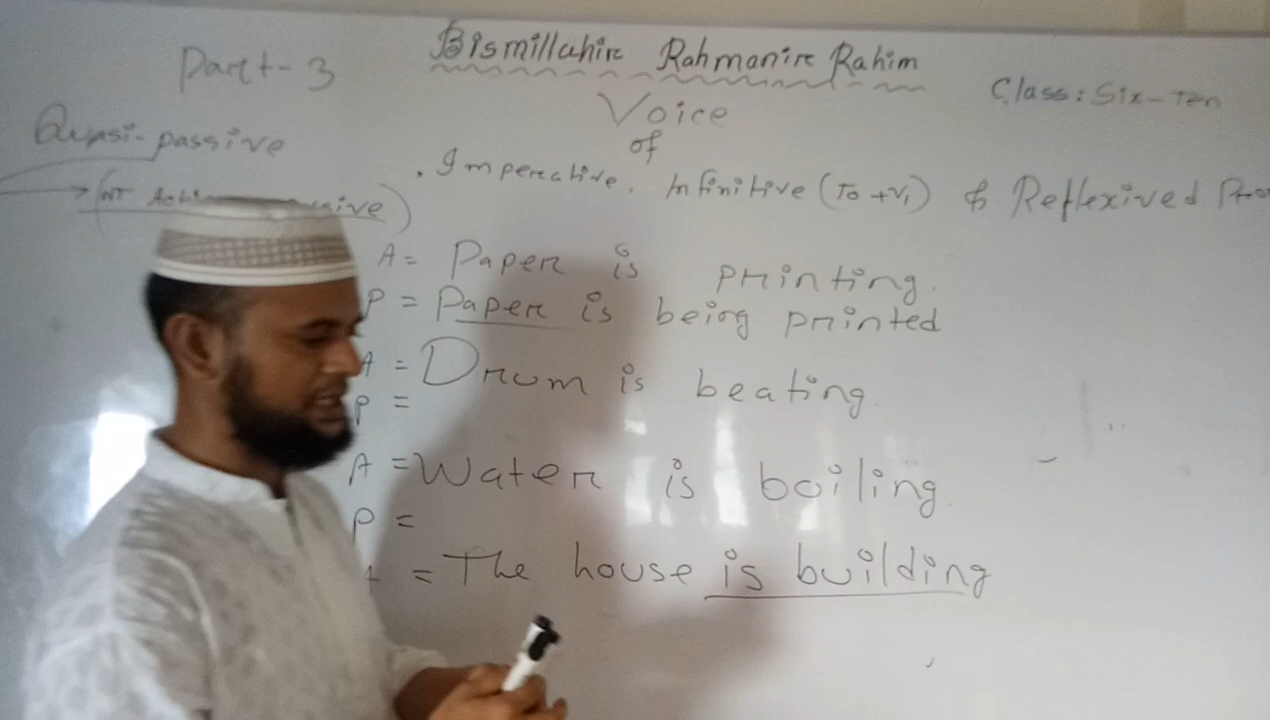 Bismillahir Rahmanir Rahim
Part-3
Class: Six-Ten
Voice
of
Quasi-passive
. Imperative. Infinitive (To + V₁) & Reflexived
A = Paper is printing.
P = Paper is being printed
A = Drum is beating.
P =
A = Water is boiling.
P =
= The house is building